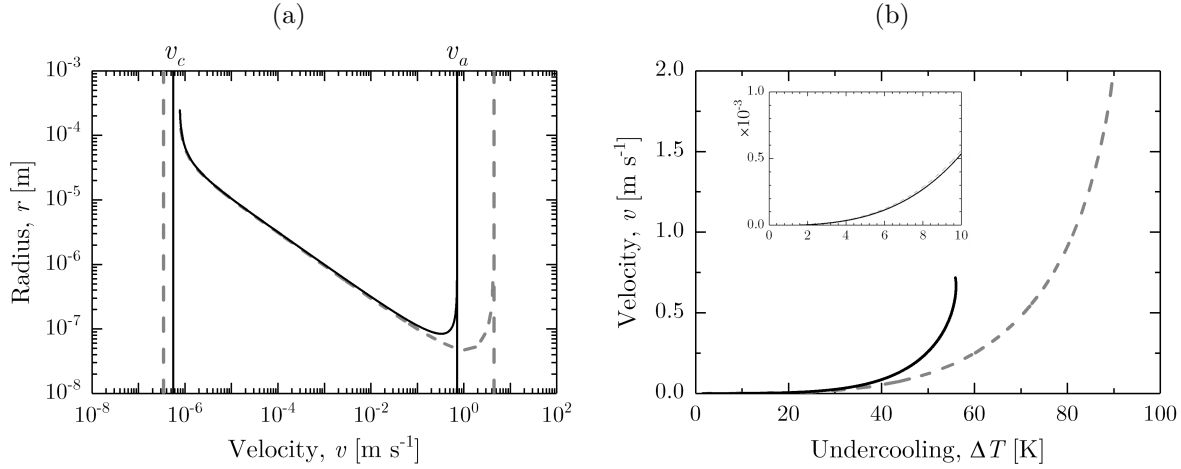 (a)
v_c v_a
10^-3
10^-4
10^-5
10^-6
10^-7
10^-8
Radius, r [m]
10^-8 10^-6 10^-4 10^-2 10^0 10^2
Velocity, v [m s^-1]
(b)
2.0
1.5
1.0
0.5
0.0
Velocity, v [m s^-1]
0 20 40 60 80 100
Undercooling, ΔT [K]
×10^-3
1.0
0.5
0.0
0 2 4 6 8 10